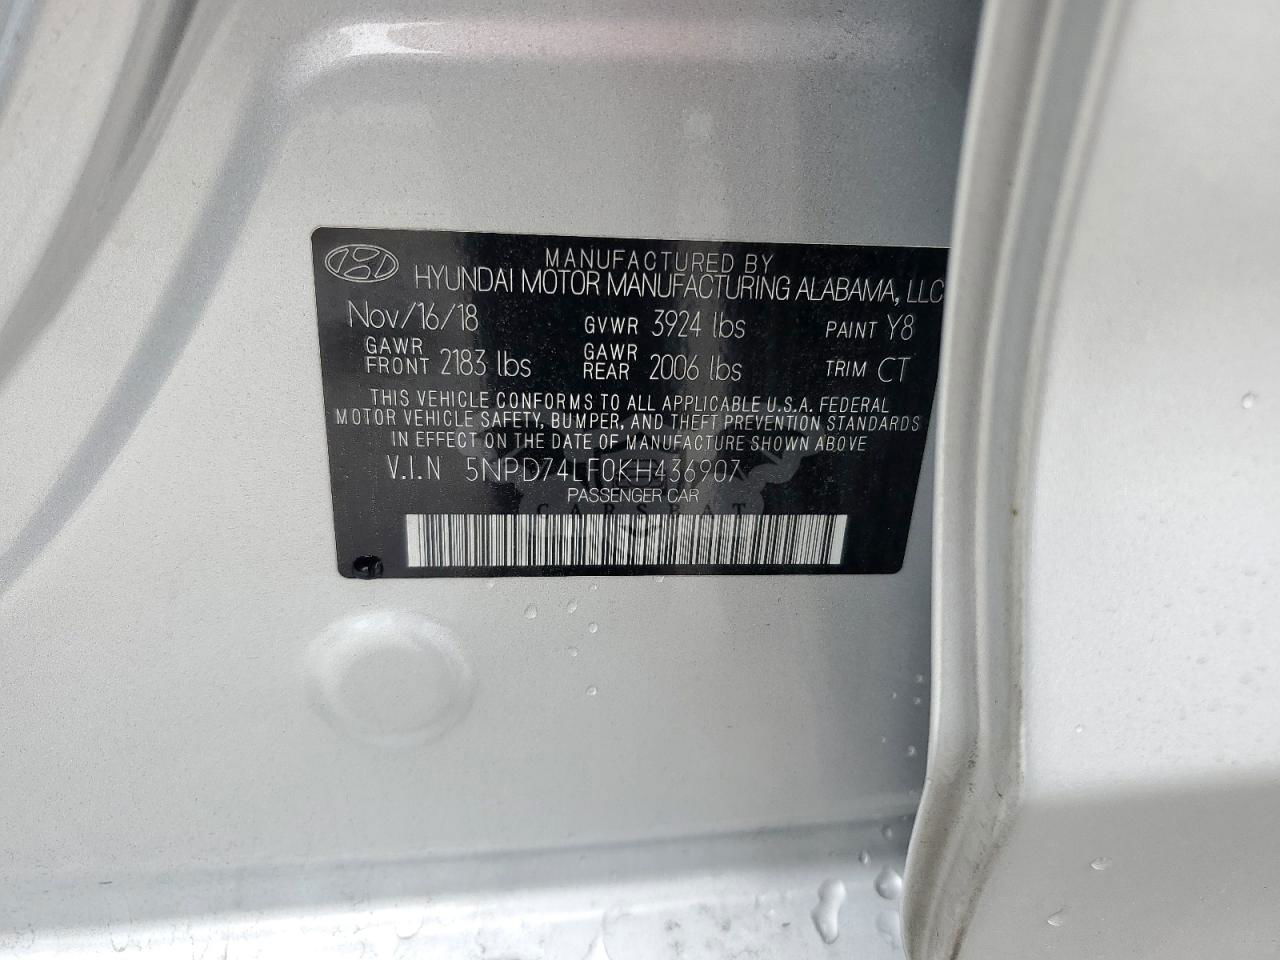 MANUFACTURED BY
HYUNDAI MOTOR MANUFACTURING ALABAMA, LLC
Nov/16/18 GVWR 3924 lbs PAINT Y8
GAWR FRONT 2183 lbs GAWR REAR 2006 lbs TRIM CT
THIS VEHICLE CONFORMS TO ALL APPLICABLE U.S.A. FEDERAL
MOTOR VEHICLE SAFETY, BUMPER, AND THEFT PREVENTION STANDARDS
IN EFFECT ON THE DATE OF MANUFACTURE SHOWN ABOVE
V.I.N 5NPD74LF0KH436907
PASSENGER CAR
CARSBAT